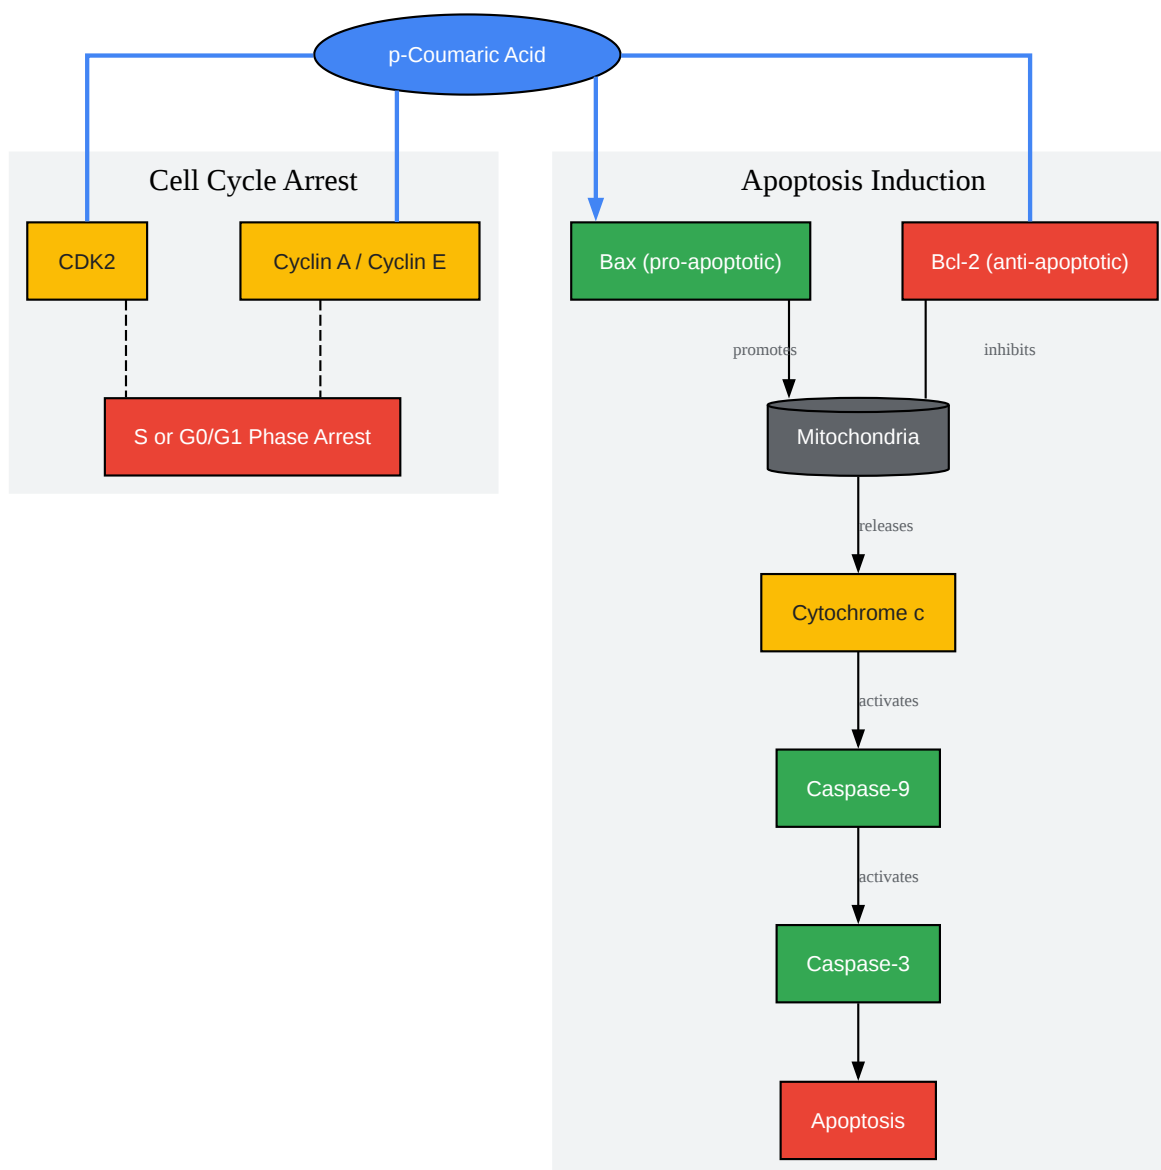 p-Coumaric Acid
Cell Cycle Arrest
Apoptosis Induction
CDK2
Cyclin A / Cyclin E
Bax (pro-apoptotic)
Bcl-2 (anti-apoptotic)
promotes
inhibits
S or G0/G1 Phase Arrest
Mitochondria
releases
Cytochrome c
activates
Caspase-9
activates
Caspase-3
Apoptosis